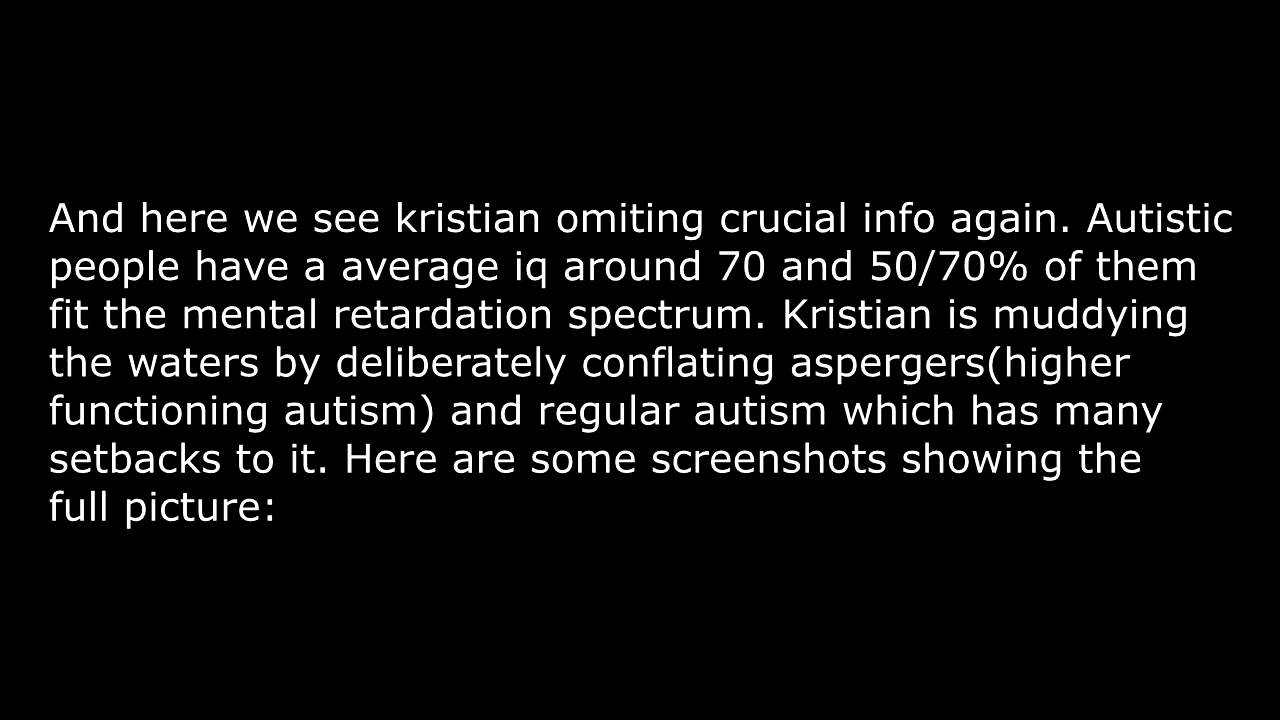 And here we see kristian omiting crucial info again. Autistic
people have a average iq around 70 and 50/70% of them
fit the mental retardation spectrum. Kristian is muddying
the waters by deliberately conflating aspergers(higher
functioning autism) and regular autism which has many
setbacks to it. Here are some screenshots showing the
full picture: